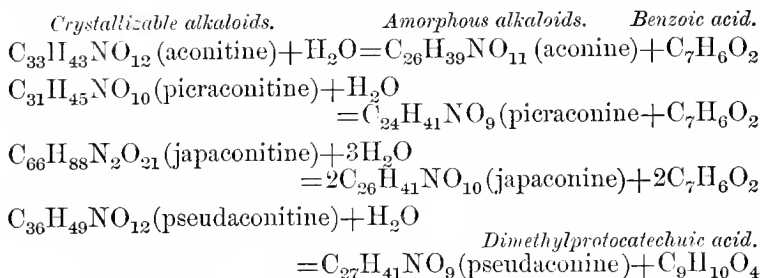 Crystallizable alkaloids. Amorphous alkaloids. Benzoic acid.
C₃₃H₄₃NO₁₂ (aconitine)+H₂O=C₂₆H₃₉NO₁₁ (aconine)+C₇H₆O₂
C₃₁H₄₅NO₁₀(picraconitine)+H₂O
=C₂₄H₄₁NO₉(picraconine+C₇H₆O₂
C₆₆H₈₈N₂O₂₁(japaconitine)+3H₂O
=2C₂₆H₄₁NO₁₀(japaconine)+2C₇H₆O₂
C₃₆H₄₉NO₁₂(pseudaconitine)+H₂O
Dimethylprotocatechuic acid.
=C₂₇H₄₁NO₉(pseudaconine)+C₉H₁₀O₄